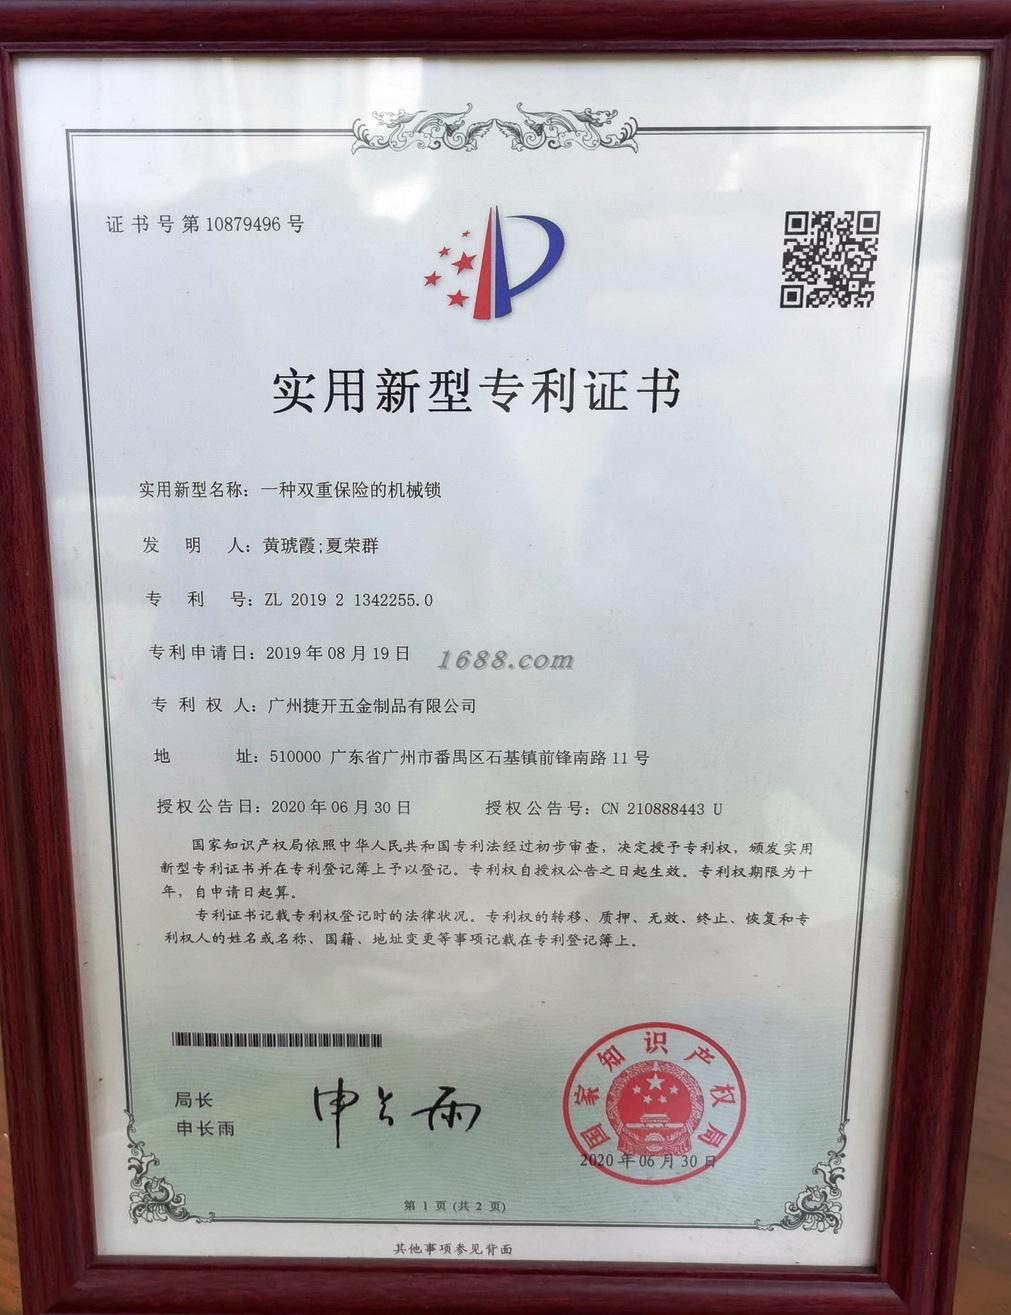 证书号第10879496号
实用新型专利证书
实用新型名称：一种双重保险的机械锁
发明人：黄琥霞;夏荣群
专利号：ZL 2019 2 1342255.0
专利申请日：2019年08月19日
1688.com
专利权人：广州捷开五金制品有限公司
地址：510000 广东省广州市番禺区石基镇前锋南路11号
授权公告日：2020年06月30日 授权公告号：CN 210888443 U
国家知识产权局依照中华人民共和国专利法经过初步审查，决定授予专利权，颁发实用
新型专利证书并在专利登记簿上予以登记。专利权自授权公告之日起生效。专利权期限为十
年，自申请日起算。
专利证书记载专利权登记时的法律状况。专利权的转移、质押、无效、终止、恢复和专
利权人的姓名或名称、国籍、地址变更等事项记载在专利登记簿上。
局长
申长雨
申长雨
国家知识产权局
2020年06月30日
第1页(共2页)
其他事项参见背面